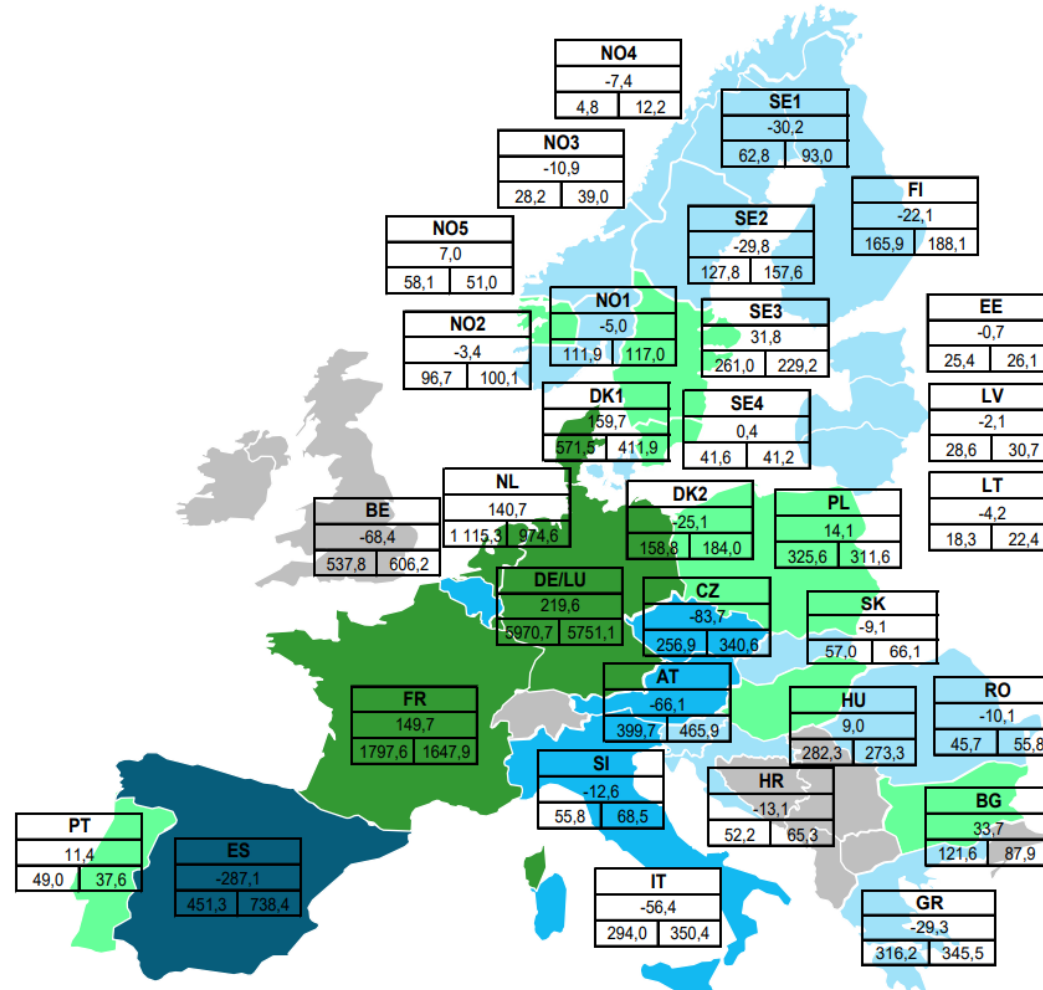 NO4
-7,4
4,8 12,2
SE1
-30,2
62,8 93,0
NO3
-10,9
28,2 39,0
FI
-22,1
165,9 188,1
SE2
-29,8
127,8 157,6
NO5
7,0
58,1 51,0
NO1
-5,0
111,9 117,0
SE3
31,8
261,0 229,2
EE
-0,7
25,4 26,1
NO2
-3,4
96,7 100,1
DK1
159,7
571,5 411,9
SE4
0,4
41,6 41,2
LV
-2,1
28,6 30,7
NL
140,7
1 115,3 974,6
LT
-4,2
18,3 22,4
BE
-68,4
537,8 606,2
DK2
-25,1
158,8 184,0
PL
14,1
325,6 311,6
DE/LU
219,6
5970,7 5751,1
CZ
-83,7
256,9 340,6
SK
-9,1
57,0 66,1
AT
-66,1
399,7 465,9
RO
-10,1
45,7 55,8
FR
149,7
1797,6 1647,9
HU
9,0
282,3 273,3
SI
-12,6
55,8 68,5
HR
-13,1
52,2 65,3
BG
33,7
121,6 87,9
PT
11,4
49,0 37,6
ES
-287,1
451,3 738,4
IT
-56,4
294,0 350,4
GR
-29,3
316,2 345,5